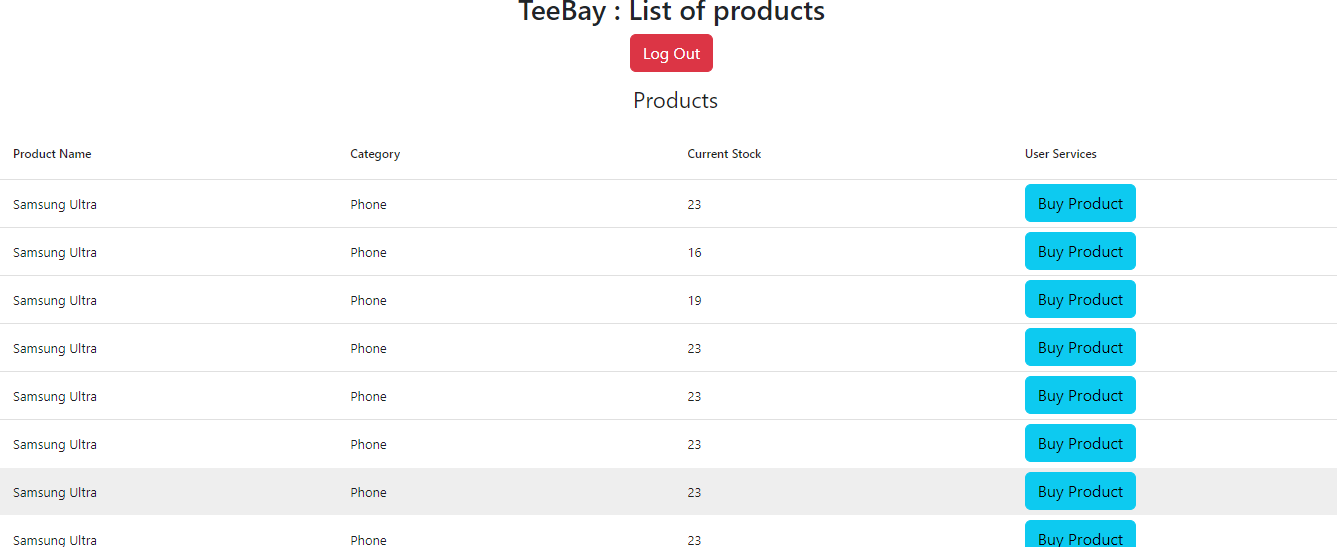 TeeBay : List of products
Log Out
Products
Product Name Category Current Stock User Services
Samsung Ultra Phone 23 Buy Product
Samsung Ultra Phone 16 Buy Product
Samsung Ultra Phone 19 Buy Product
Samsung Ultra Phone 23 Buy Product
Samsung Ultra Phone 23 Buy Product
Samsung Ultra Phone 23 Buy Product
Samsung Ultra Phone 23 Buy Product
Samsung Ultra Phone 23 Buy Product